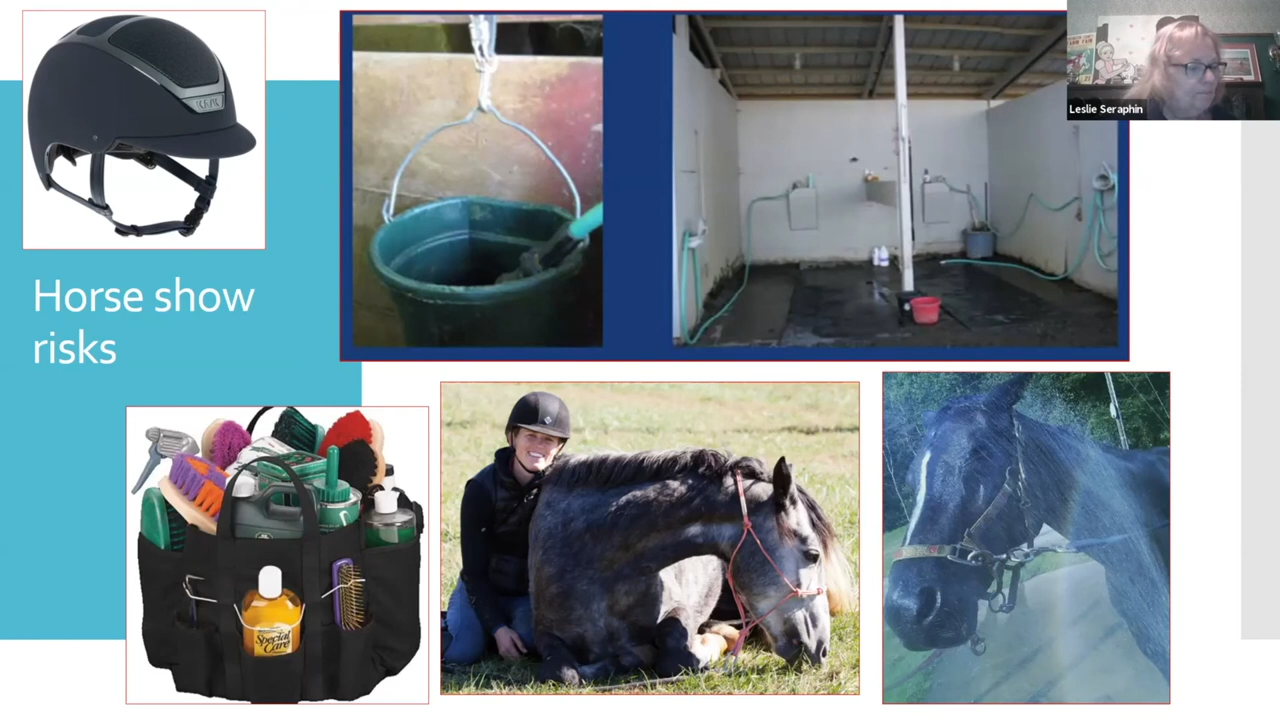 Leslie Seraphin
Horse show
risks
Special
Care